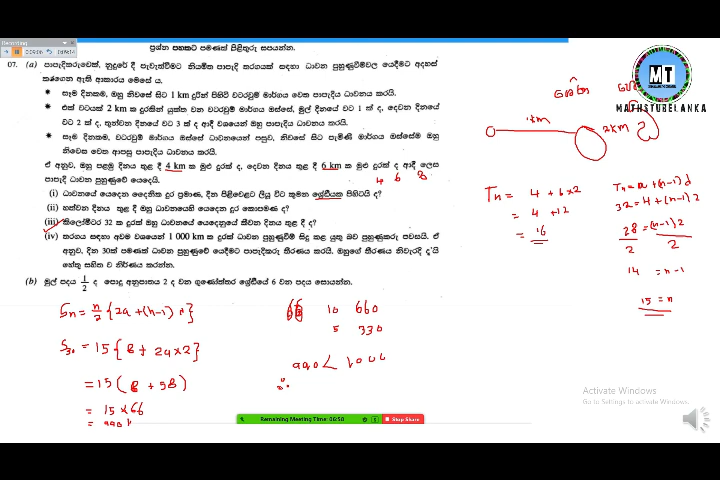 ප්‍රශ්න පහකට පමණක් පිළිතුරු සපයන්න.
07. (a) පාපැදිකරුවෙක්, නුදුරේ දී පැවැත්වීමට නියමිත පාපැදි තරගයක් සඳහා ධාවන පුහුණුවීම්වල යෙදීමට අදහස්
කරගෙන ඇති ආකාරය මෙසේ ය.
* සෑම දිනකම, ඔහු නිවසේ සිට 1 km දුරින් පිහිටි වටරවුම් මාර්ගය වෙත පාපැදිය ධාවනය කරයි.
* එක් වටයක් 2 km ක දුරකින් යුක්ත වන වටරවුම් මාර්ගය ඔස්සේ, මුල් දිනයේ වට 1 ක් ද, දෙවන දිනයේ
වට 2 ක් ද, තුන්වන දිනයේ වට 3 ක් ද ආදී වශයෙන් ඔහු පාපැදිය ධාවනය කරයි.
* සෑම දිනකම, වටරවුම් මාර්ගය ඔස්සේ ධාවනයෙන් පසුව, නිවසේ සිට පැමිණි මාර්ගය ඔස්සේම ඔහු
නිවෙස වෙත ආපසු පාපැදිය ධාවනය කරයි.
ඒ අනුව, ඔහු පළමු දිනය තුළ දී 4 km ක මුළු දුරක් ද, දෙවන දිනය තුළ දී 6 km ක මුළු දුරක් ද ආදී ලෙස
පාපැදි ධාවන පුහුණුවේ යෙදෙයි.
4 6 8
(i) ධාවනයේ යෙදෙන දෛනික දුර ප්‍රමාණ, දින පිළිවෙළට ලියූ විට කුමන ශ්‍රේඪියක පිහිටයි ද?
(ii) හත්වන දිනය තුළ දී ඔහු ධාවනයෙහි යෙදෙන දුර කොපමණ ද?
(iii) කිලෝමීටර 32 ක දුරක් ඔහු ධාවනයේ යෙදෙනුයේ කීවන දිනය තුළ දී ද?
(iv) තරගය සඳහා අවම වශයෙන් 1 000 km ක දුරක් ධාවන පුහුණුවීම් සිදු කළ යුතු බව පුහුණුකරු පවසයි. ඒ
අනුව, දින 30ක් පමණක් ධාවන පුහුණුවේ යෙදීමට පාපැදිකරු තීරණය කරයි. ඔහුගේ තීරණය නිවැරදි දැ'යි
හේතු සහිත ව නිර්ණය කරන්න.
(b) මුල් පදය 1/2 ද පොදු අනුපාතය 2 ද වන ගුණෝත්තර ශ්‍රේඪියේ 6 වන පදය සොයන්න.
1km
2km
MT
MATHSTUTELANKA
Tn = 4 + 6×2
= 4 + 12
= 16
Tn = a + (n-1) d
32 = 4 + (n-1) 2
28/2 = (n-1)2/2
14 = n-1
15 = n
Sn = n/2 {2a + (n-1) d}
S30 = 15 { 8 + 29×2}
= 15 ( 8 + 58)
= 15 × 66
= 990
10 660
5 330
990 < 1000
∴
Remaining Meeting Time: 06:58
Stop Share
Activate Windows
Go to Settings to activate Windows.